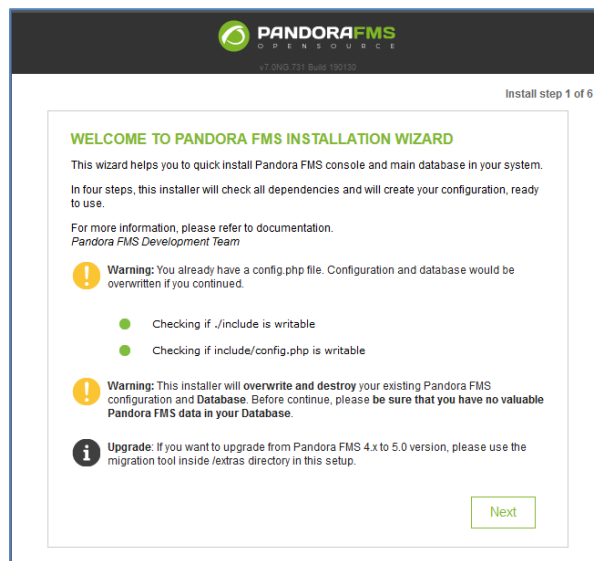 PANDORAFMS
OPENSOURCE
v7.0NG.731 Build 180130
Install step 1 of 6
WELCOME TO PANDORA FMS INSTALLATION WIZARD
This wizard helps you to quick install Pandora FMS console and main database in your system.
In four steps, this installer will check all dependencies and will create your configuration, ready
to use.
For more information, please refer to documentation.
Pandora FMS Development Team
Warning: You already have a config.php file. Configuration and database would be
overwritten if you continued.
Checking if ./include is writable
Checking if include/config.php is writable
Warning: This installer will overwrite and destroy your existing Pandora FMS
configuration and Database. Before continue, please be sure that you have no valuable
Pandora FMS data in your Database.
Upgrade: If you want to upgrade from Pandora FMS 4.x to 5.0 version, please use the
migration tool inside /extras directory in this setup.
Next